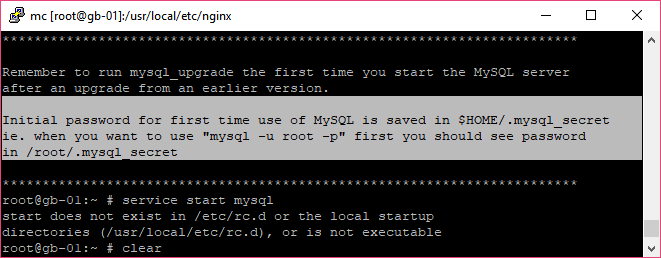 mc [root@gb-01]:/usr/local/etc/nginx
************************************************************************
Remember to run mysql_upgrade the first time you start the MySQL server
after an upgrade from an earlier version.
Initial password for first time use of MySQL is saved in $HOME/.mysql_secret
ie. when you want to use "mysql -u root -p" first you should see password
in /root/.mysql_secret
************************************************************************
root@gb-01:~ # service start mysql
start does not exist in /etc/rc.d or the local startup
directories (/usr/local/etc/rc.d), or is not executable
root@gb-01:~ # clear